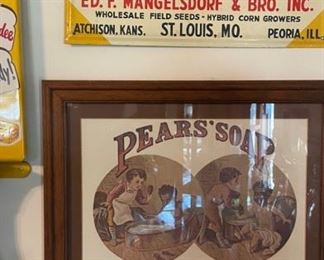 ED. F. MANGELSDORF & BRO. INC.
WHOLESALE FIELD SEEDS - HYBRID CORN GROWERS
ATCHISON, KANS. ST. LOUIS, MO. PEORIA, ILL.
dee
y!
PEARS' SOAP